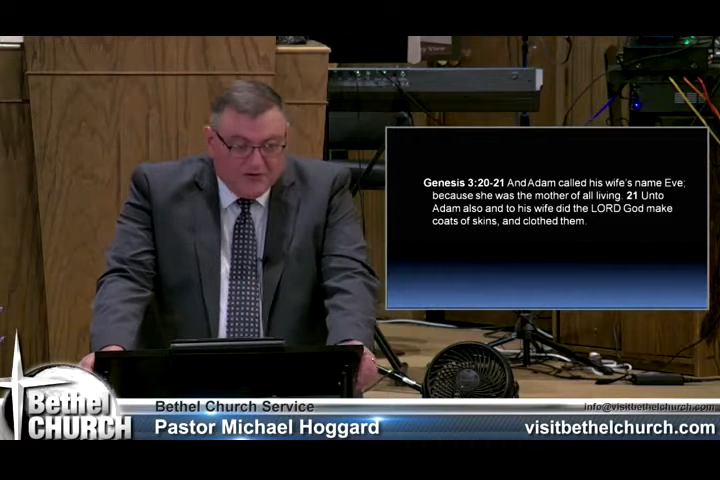 Genesis 3:20-21 And Adam called his wife's name Eve;
because she was the mother of all living. 21 Unto
Adam also and to his wife did the LORD God make
coats of skins, and clothed them.
Bethel
CHURCH
Bethel Church Service
info@visitbethelchurch.com
Pastor Michael Hoggard
visitbethelchurch.com